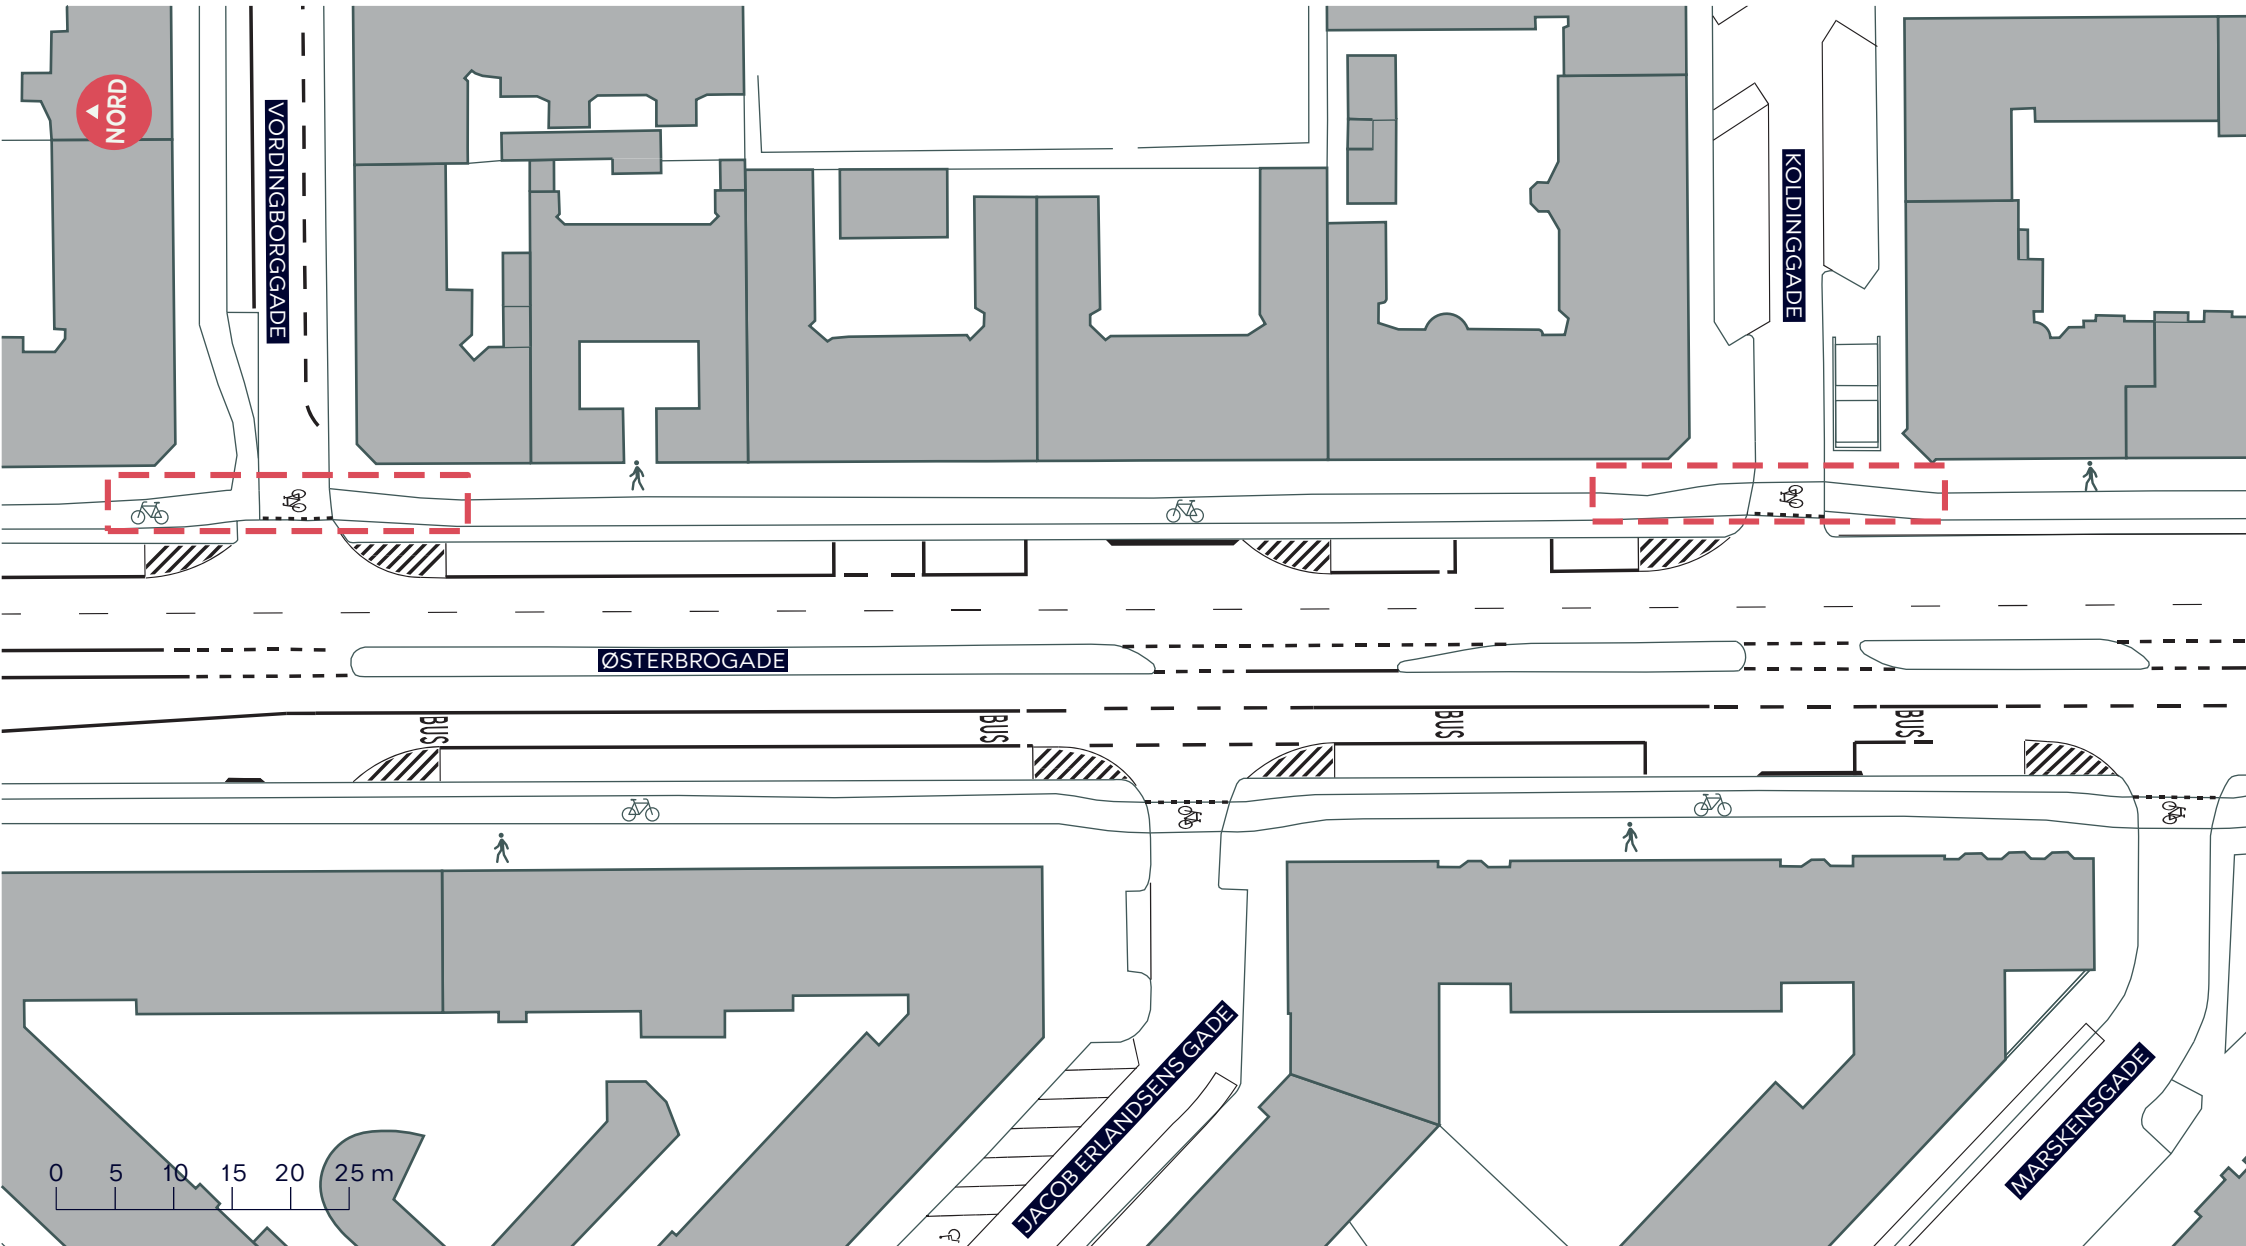 NORD
VORDINGBORGGADE
KOLDINGGADE
ØSTERBROGADE
BUS
BUS
BUS
BUS
JACOB ERLANDSENS GADE
MARSKENSGADE
0 5 10 15 20 25 m